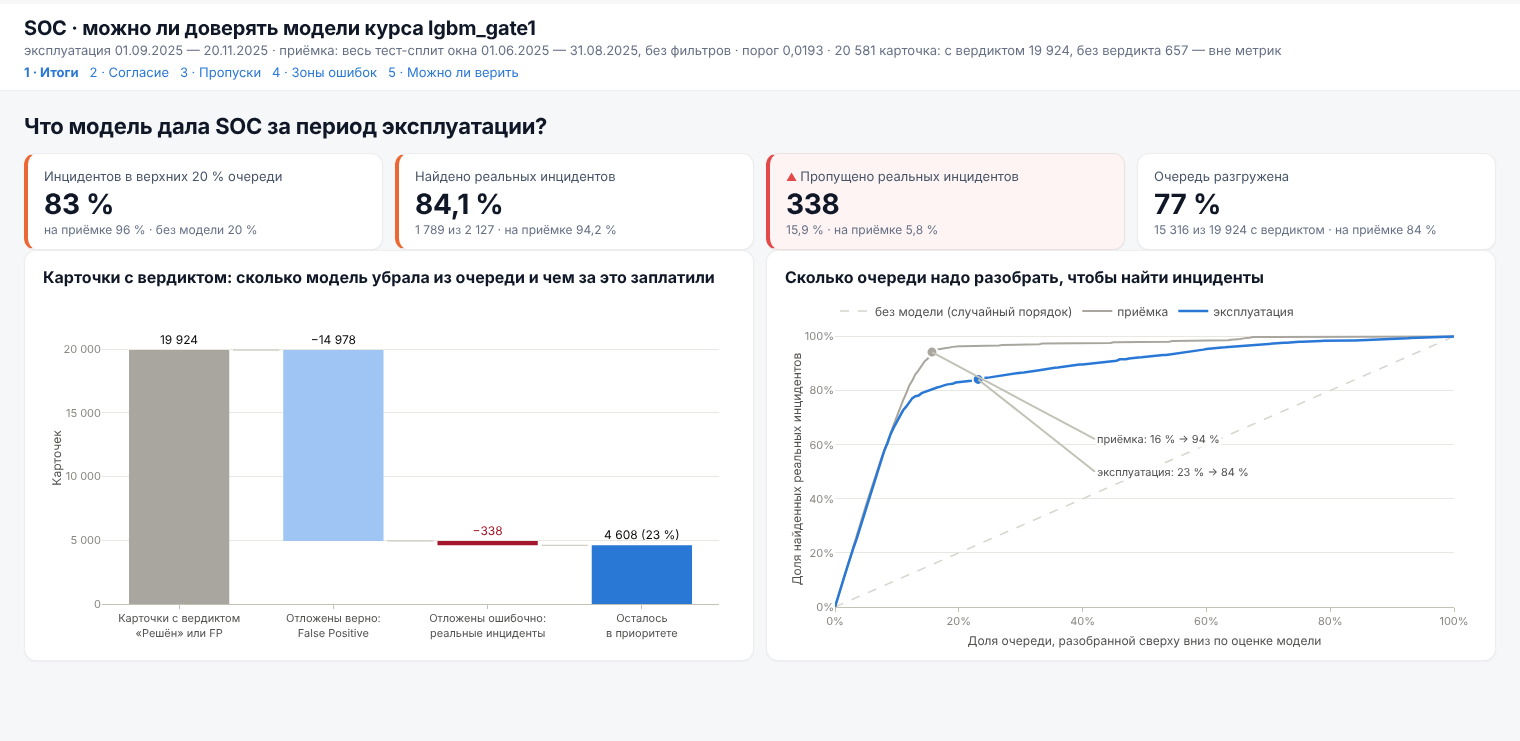 SOC · можно ли доверять модели курса lgbm_gate1
эксплуатация 01.09.2025 — 20.11.2025 · приёмка: весь тест-сплит окна 01.06.2025 — 31.08.2025, без фильтров · порог 0,0193 · 20 581 карточка: с вердиктом 19 924, без вердикта 657 — вне метрик
1 · Итоги 2 · Согласие 3 · Пропуски 4 · Зоны ошибок 5 · Можно ли верить
Что модель дала SOC за период эксплуатации?
Инцидентов в верхних 20 % очереди
83 %
на приёмке 96 % · без модели 20 %
Найдено реальных инцидентов
84,1 %
1 789 из 2 127 · на приёмке 94,2 %
▲ Пропущено реальных инцидентов
338
15,9 % · на приёмке 5,8 %
Очередь разгружена
77 %
15 316 из 19 924 с вердиктом · на приёмке 84 %
Карточки с вердиктом: сколько модель убрала из очереди и чем за это заплатили
19 924
−14 978
−338
4 608 (23 %)
20 000
15 000
10 000
5 000
0
Карточек
Карточки с вердиктом
«Решён» или FP
Отложены верно:
False Positive
Отложены ошибочно:
реальные инциденты
Осталось
в приоритете
Сколько очереди надо разобрать, чтобы найти инциденты
без модели (случайный порядок) приёмка эксплуатация
100%
80%
60%
40%
20%
0%
Доля найденных реальных инцидентов
приёмка: 16 % → 94 %
эксплуатация: 23 % → 84 %
0% 20% 40% 60% 80% 100%
Доля очереди, разобранной сверху вниз по оценке модели